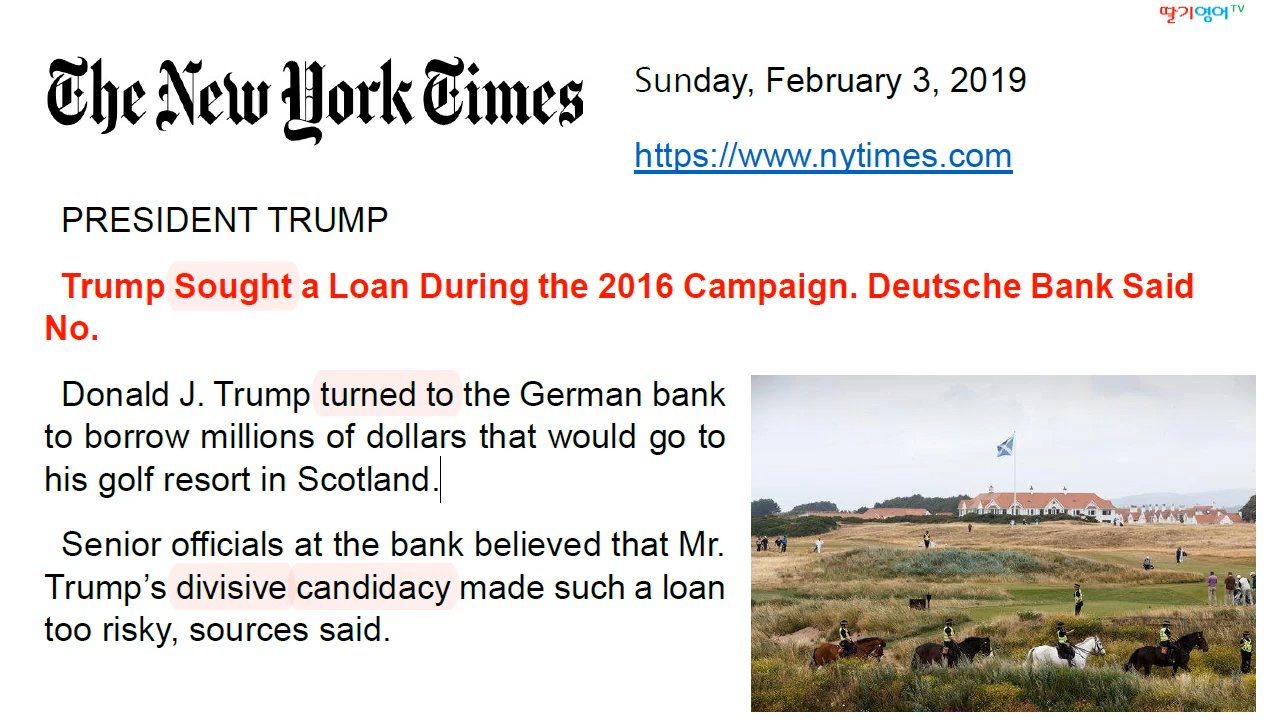 딸기영어TV
The New York Times
Sunday, February 3, 2019
https://www.nytimes.com
PRESIDENT TRUMP
Trump Sought a Loan During the 2016 Campaign. Deutsche Bank Said
No.
Donald J. Trump turned to the German bank
to borrow millions of dollars that would go to
his golf resort in Scotland.
Senior officials at the bank believed that Mr.
Trump’s divisive candidacy made such a loan
too risky, sources said.